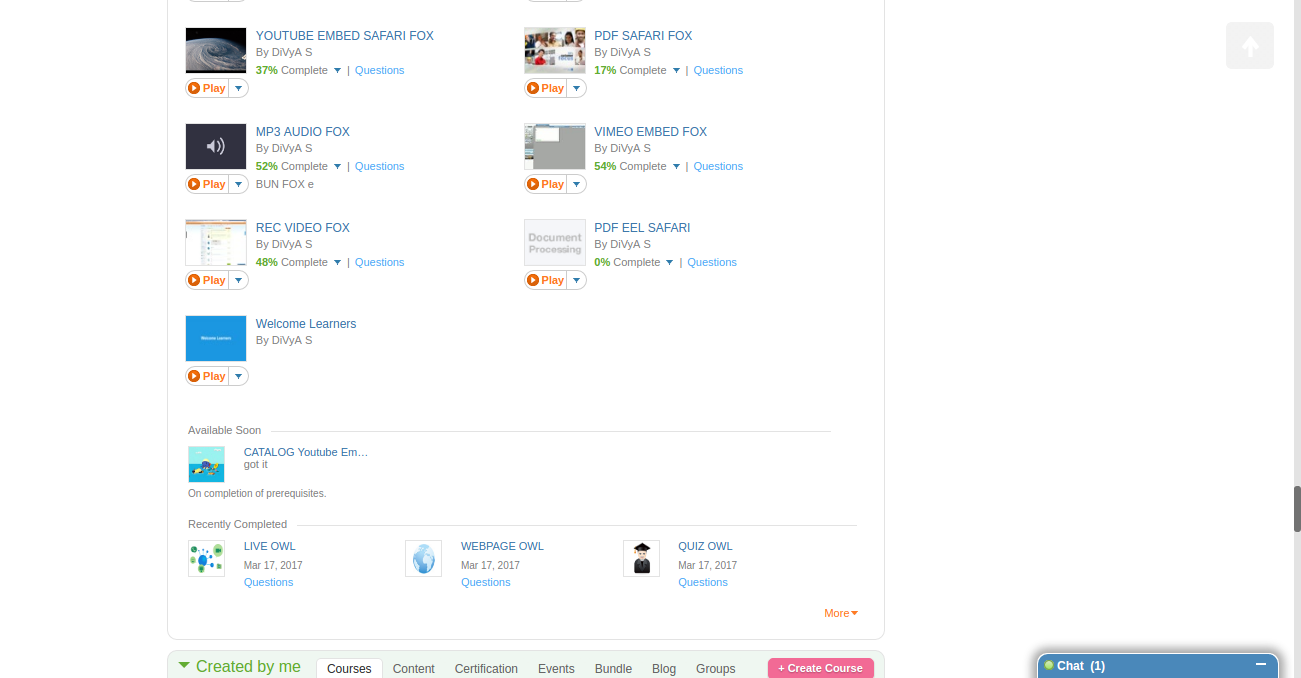 YOUTUBE EMBED SAFARI FOX
By DiVyA S
37% Complete | Questions
Play
PDF SAFARI FOX
By DiVyA S
17% Complete | Questions
Play
MP3 AUDIO FOX
By DiVyA S
52% Complete | Questions
Play
BUN FOX e
VIMEO EMBED FOX
By DiVyA S
54% Complete | Questions
Play
REC VIDEO FOX
By DiVyA S
48% Complete | Questions
Play
Document
Processing
PDF EEL SAFARI
By DiVyA S
0% Complete | Questions
Play
Welcome Learners
Welcome Learners
By DiVyA S
Play
Available Soon
CATALOG Youtube Em…
got it
On completion of prerequisites.
Recently Completed
LIVE OWL
Mar 17, 2017
Questions
WEBPAGE OWL
Mar 17, 2017
Questions
QUIZ OWL
Mar 17, 2017
Questions
More
Created by me Courses Content Certification Events Bundle Blog Groups + Create Course
Chat (1)